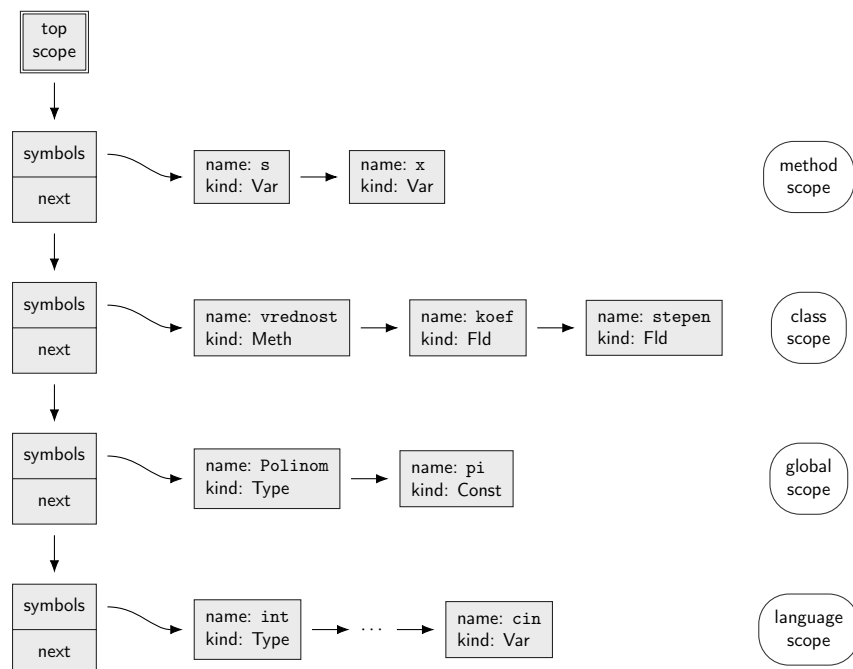 top
scope
symbols
next
name: s
kind: Var
name: x
kind: Var
method
scope
symbols
next
name: vrednost
kind: Meth
name: koef
kind: Fld
name: stepen
kind: Fld
class
scope
symbols
next
name: Polinom
kind: Type
name: pi
kind: Const
global
scope
symbols
next
name: int
kind: Type
...
name: cin
kind: Var
language
scope